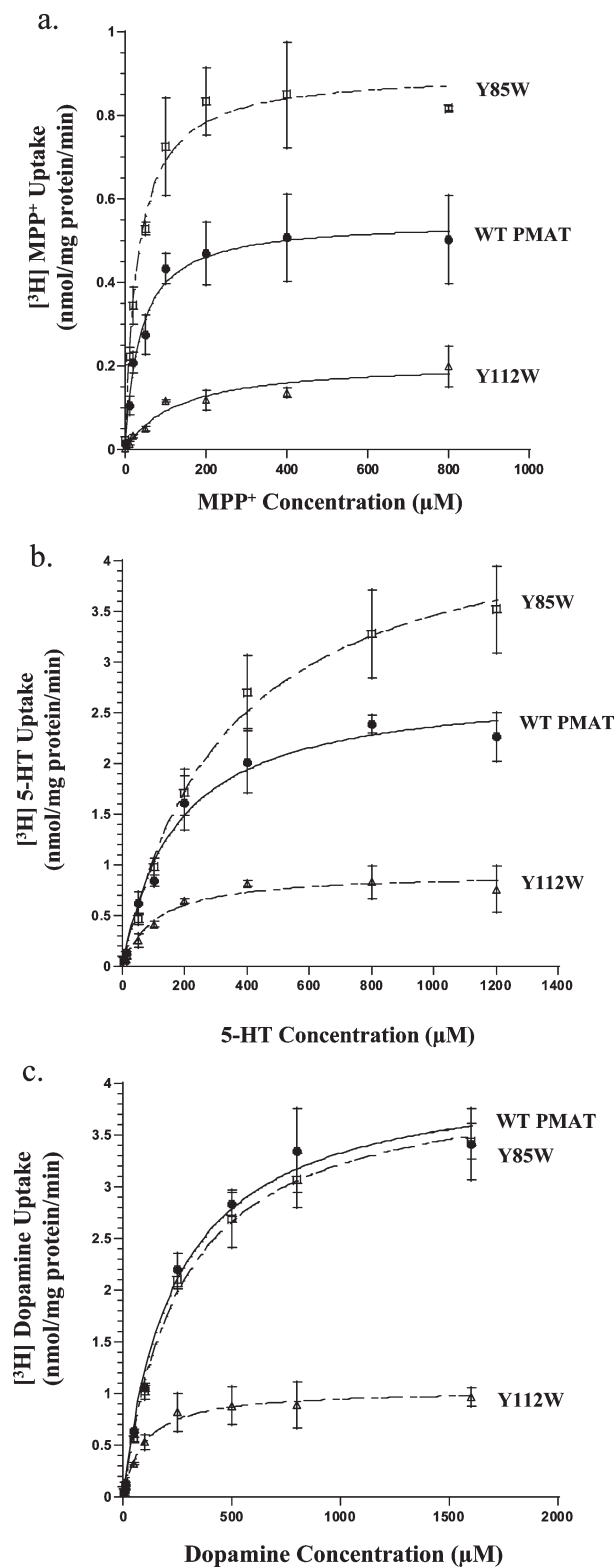 a.
[³H] MPP⁺ Uptake
(nmol/mg protein/min)
1
0.8
0.6
0.4
0.2
0
Y85W
WT PMAT
Y112W
0
200
400
600
800
1000
MPP⁺ Concentration (µM)
b.
[³H] 5-HT Uptake
(nmol/mg protein/min)
4
3.5
3
2.5
2
1.5
1
0.5
0
Y85W
WT PMAT
Y112W
0
200
400
600
800
1000
1200
1400
5-HT Concentration (µM)
c.
[³H] Dopamine Uptake
(nmol/mg protein/min)
4
3.5
3
2.5
2
1.5
1
0.5
0
WT PMAT
Y85W
Y112W
0
500
1000
1500
2000
Dopamine Concentration (µM)